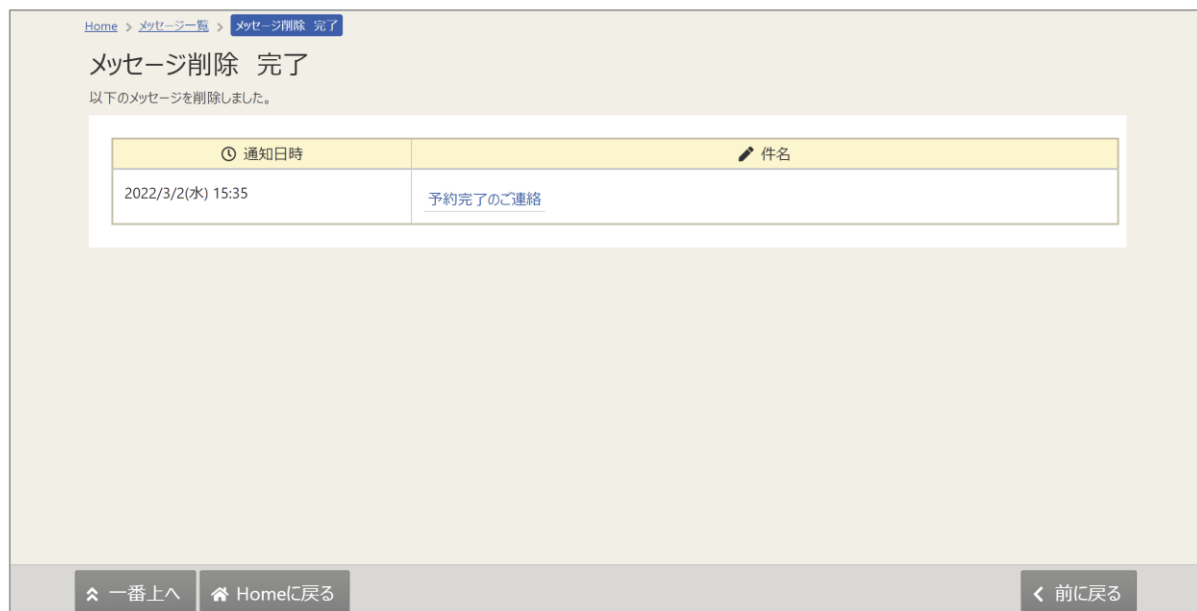 Home > メッセージ一覧 > メッセージ削除 完了
メッセージ削除 完了
以下のメッセージを削除しました。
通知日時 件名
2022/3/2(水) 15:35 予約完了のご連絡
一番上へ Homeに戻る 前に戻る